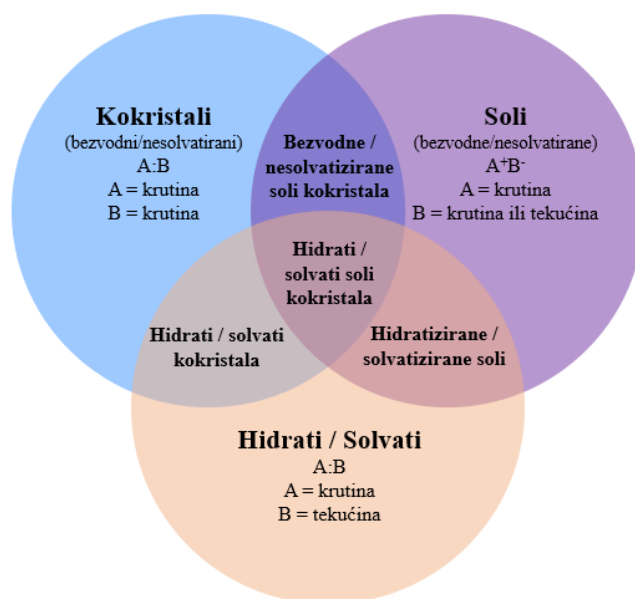 Kokristali
(bezvodni/nesolvatirani)
A:B
A = krutina
B = krutina
Bezvodne /
nesolvatizirane
soli kokristala
Soli
(bezvodne/nesolvatirane)
A⁺B⁻
A = krutina
B = krutina ili tekućina
Hidrati /
solvati soli
kokristala
Hidrati / solvati
kokristala
Hidratizirane /
solvatizirane soli
Hidrati / Solvati
A:B
A = krutina
B = tekućina